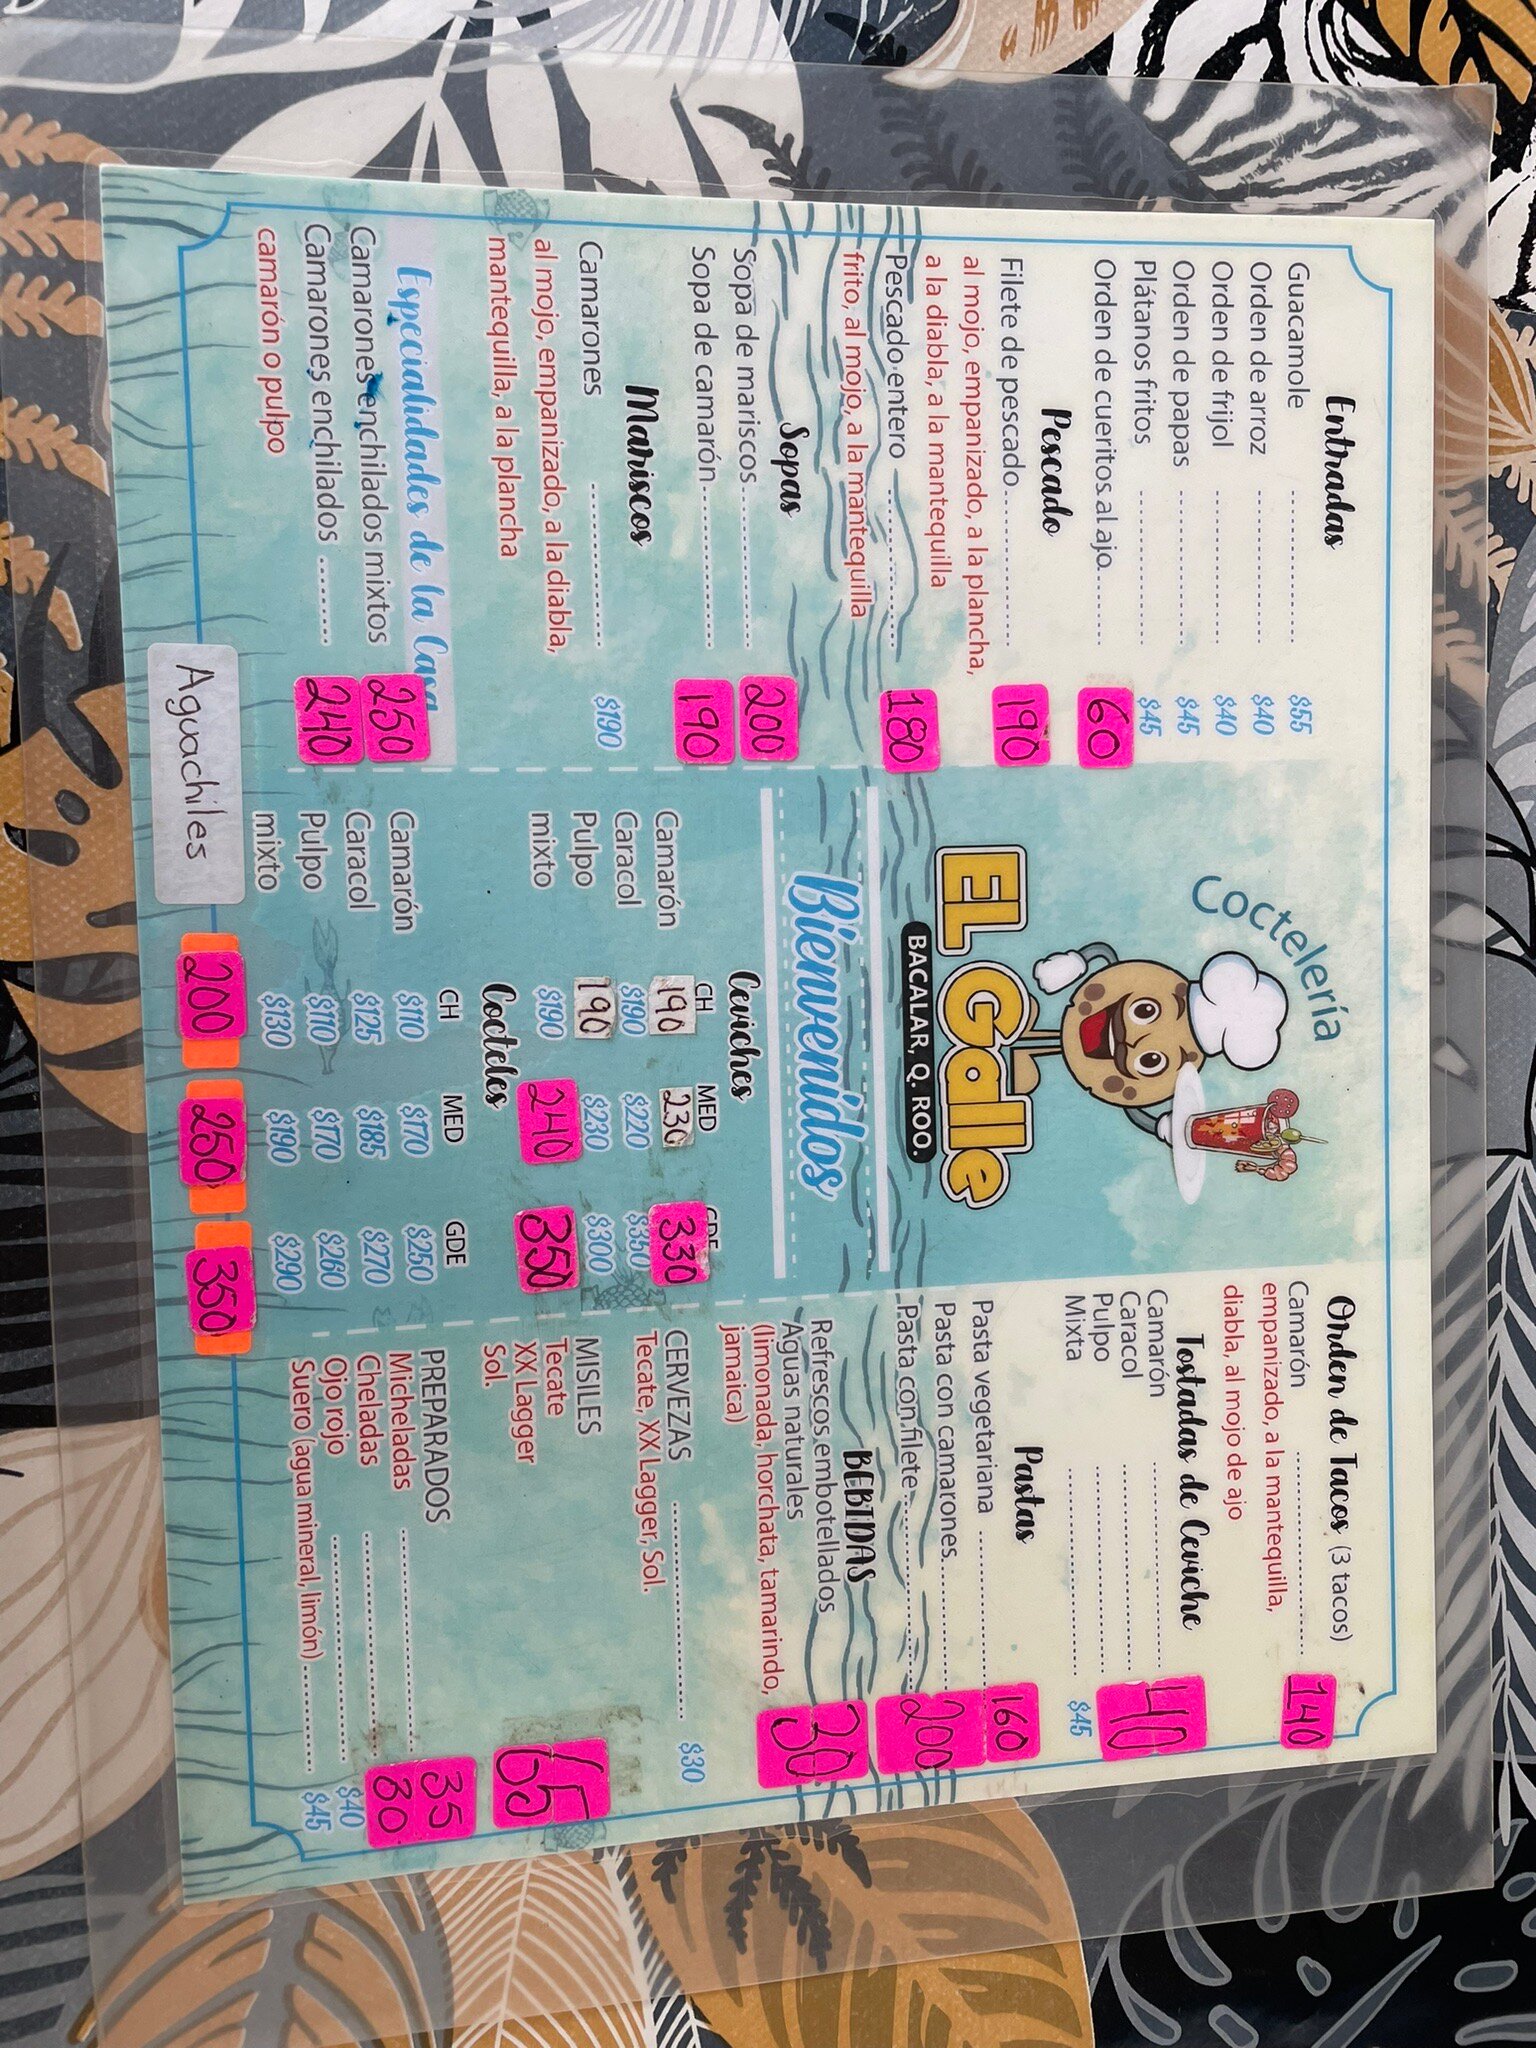 Entradas
Guacamole ............ $55
Orden de arroz ............ $40
Orden de frijol ............ $40
Orden de papas ............ $45
Plátanos fritos ............ $45
Orden de cueritos al ajo ............ 60
Pescado
Filete de pescado ............ 190
al mojo, empanizado, a la plancha,
a la diabla, a la mantequilla
Pescado entero ............ 180
frito, al mojo, a la mantequilla
Sopas
Sopa de mariscos ............ 200
Sopa de camarón ............ 190
Mariscos
Camarones ............ $190
al mojo, empanizado, a la diabla,
mantequilla, a la plancha
Especialidades de la Casa
Camarones enchilados mixtos 250
Camarones enchilados ............ 240
camarón o pulpo
Coctelería
EL Galle
BACALAR, Q. ROO.
Bienvenidos
Ceviches
CH MED GDE
Camarón 190 230 330
Caracol $190 $220 $350
Pulpo 190 $230 $300
mixto $190 240 350
Cocteles
CH MED GDE
Camarón $110 $170 $250
Caracol $125 $185 $270
Pulpo $110 $170 $260
mixto $130 $190 $290
Aguachiles 200 250 350
Orden de Tacos (3 tacos)
Camarón ............ 140
empanizado, a la mantequilla,
diabla, al mojo de ajo
Tostadas de Ceviche
Camarón ............
Caracol ............ 40
Pulpo ............
Mixta ............ $45
Pastas
Pasta vegetariana ............ 160
Pasta con camarones ............ 200
Pasta con filete ............
BEBIDAS
Refrescos embotellados 30
Aguas naturales
(limonada, horchata, tamarindo,
jamaica)
CERVEZAS ............ $30
Tecate, XX Lagger, Sol.
MISILES 65
Tecate
XX Lagger
Sol.
PREPARADOS
Micheladas ............ 35
Cheladas ............ 30
Ojo rojo ............ $40
Suero (agua mineral, limón) ............ $45